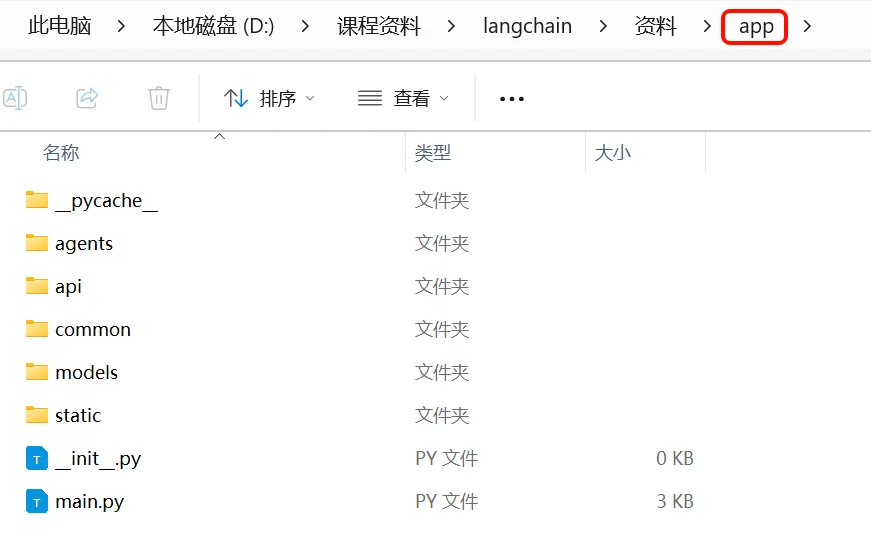 此电脑 > 本地磁盘 (D:) > 课程资料 > langchain > 资料 > app >
排序 查看 •••
名称 类型 大小
__pycache__ 文件夹
agents 文件夹
api 文件夹
common 文件夹
models 文件夹
static 文件夹
__init__.py PY 文件 0 KB
main.py PY 文件 3 KB